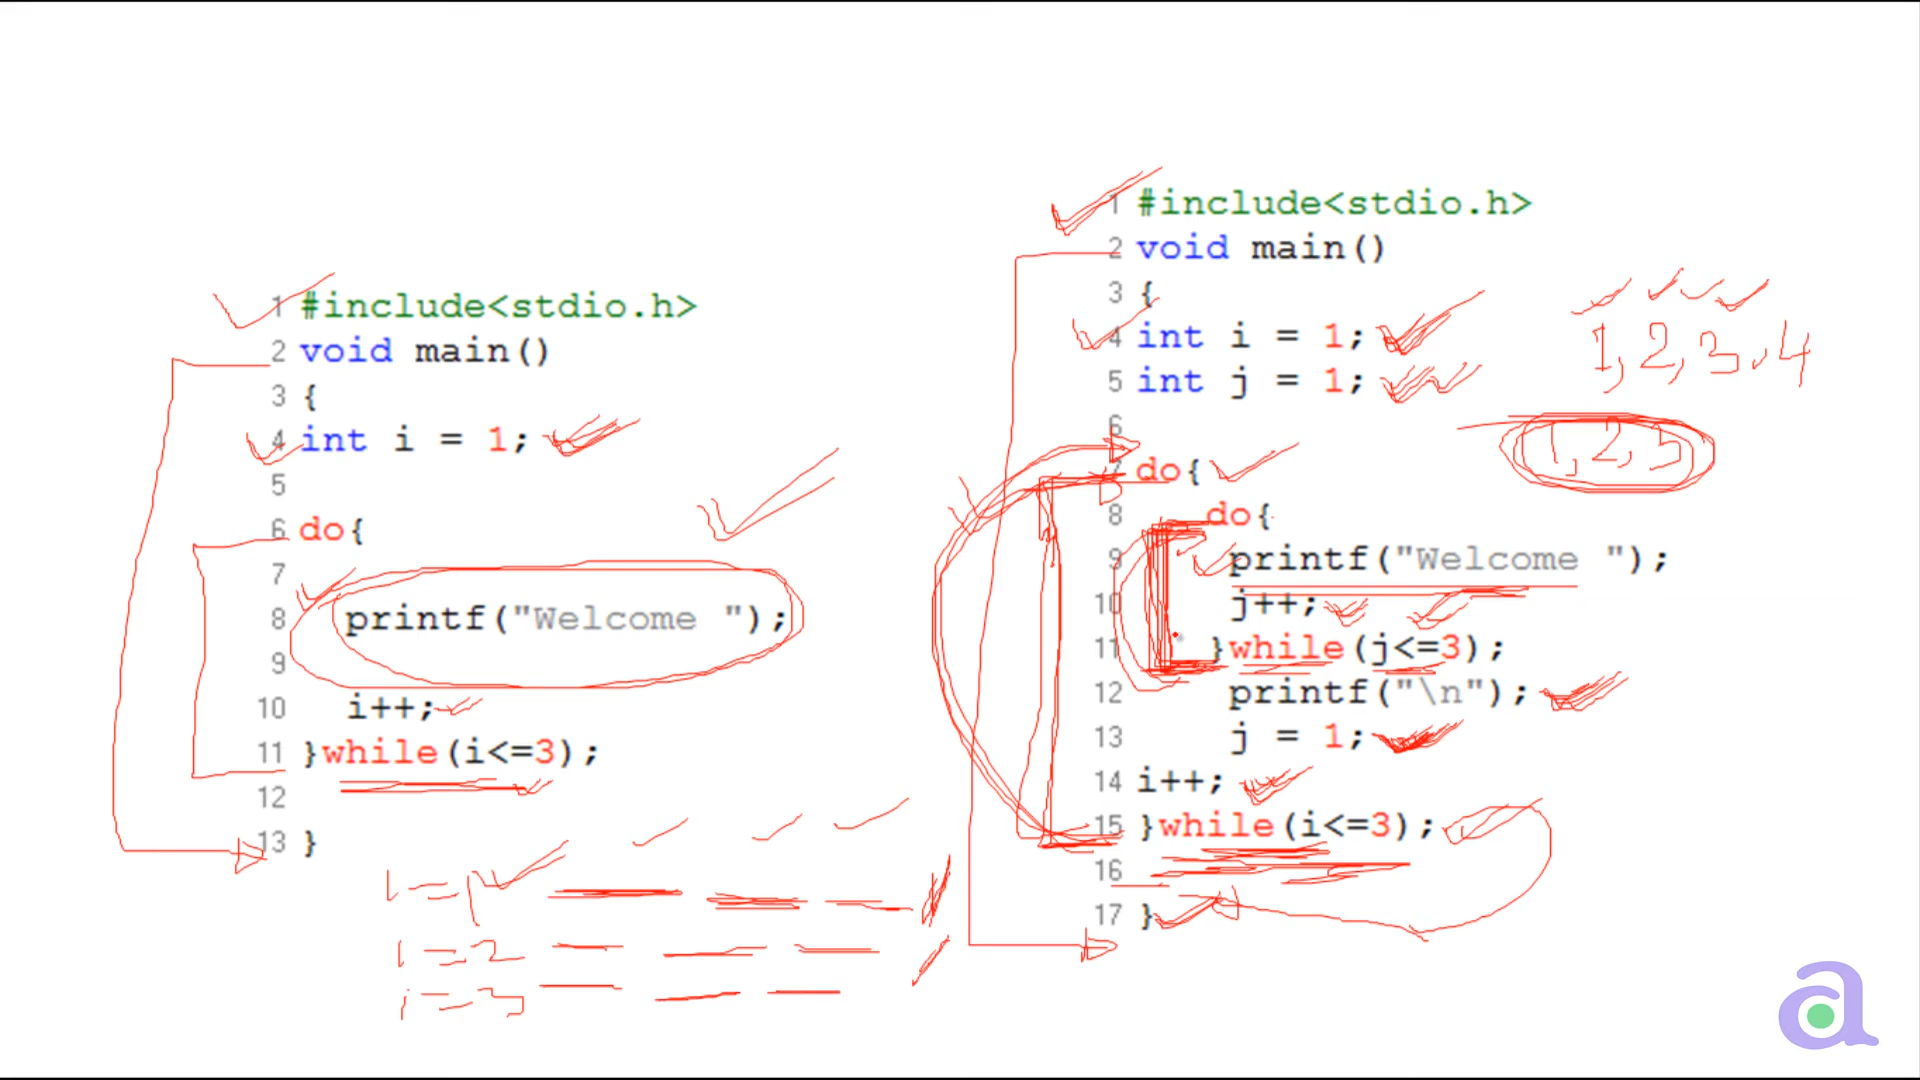 1 #include<stdio.h>
2 void main()
3 {
4 int i = 1;
5
6 do{
7
8 printf("Welcome ");
9
10 i++;
11 }while(i<=3);
12
13 }
i=1
i=2
i=3
1 #include<stdio.h>
2 void main()
3 {
4 int i = 1;
5 int j = 1;
6
7 do{
8 do{
9 printf("Welcome ");
10 j++;
11 }while(j<=3);
12 printf("\n");
13 j = 1;
14 i++;
15 }while(i<=3);
16
17 }
1, 2, 3, 4
1, 2, 3
a